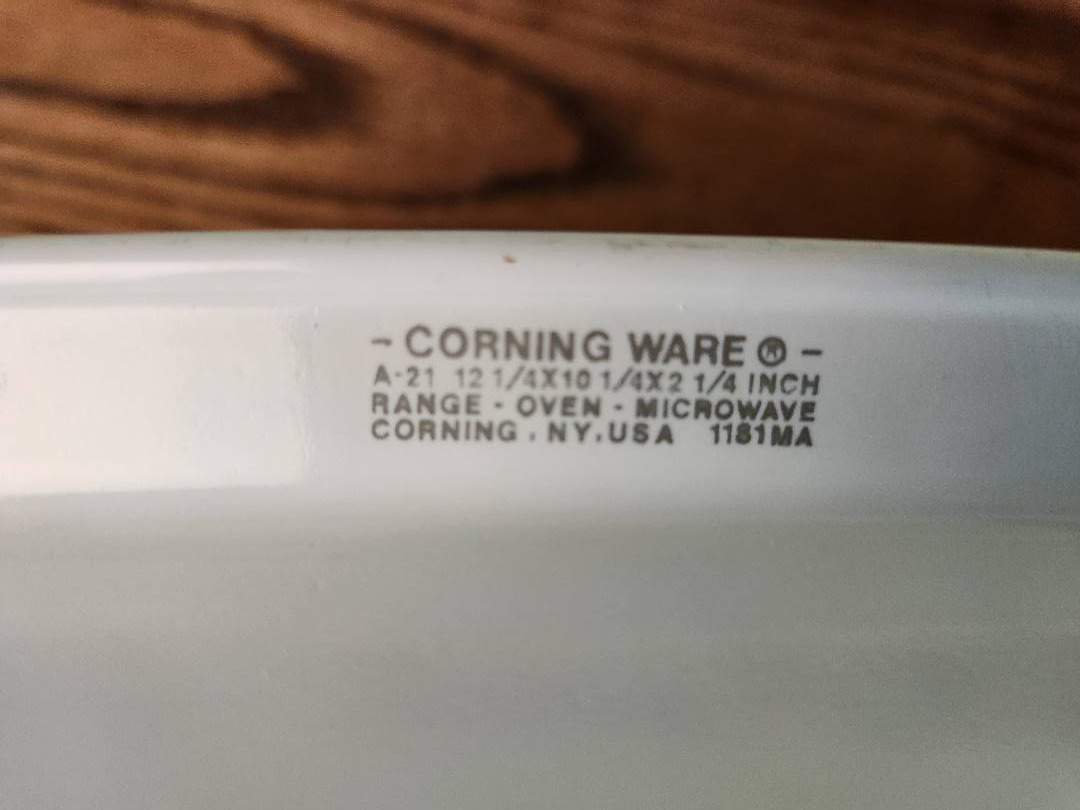 - CORNING WARE ® -
A-21 12 1/4X10 1/4X2 1/4 INCH
RANGE - OVEN - MICROWAVE
CORNING . NY. USA 1181MA